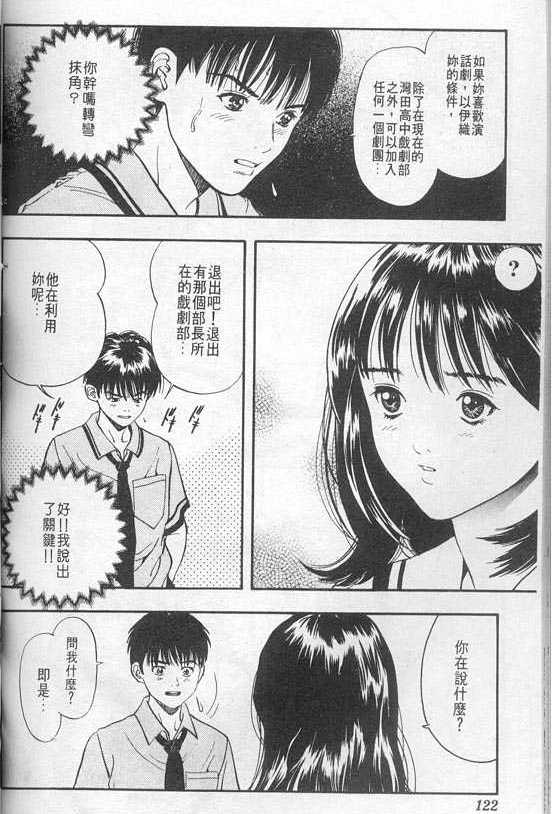 如果妳喜歡演
話劇，以伊織
妳的條件，
除了在現在的
灣田高中戲劇部
之外，可以加入
任何一個劇團…
你幹嘛轉彎
抹角？
？
退出吧！退出
有那個部長所
在的戲劇部…
他在利用
妳呢…
好!!我說出
了關鍵!!
你在說什麼？
問我什麼？
即是…
122